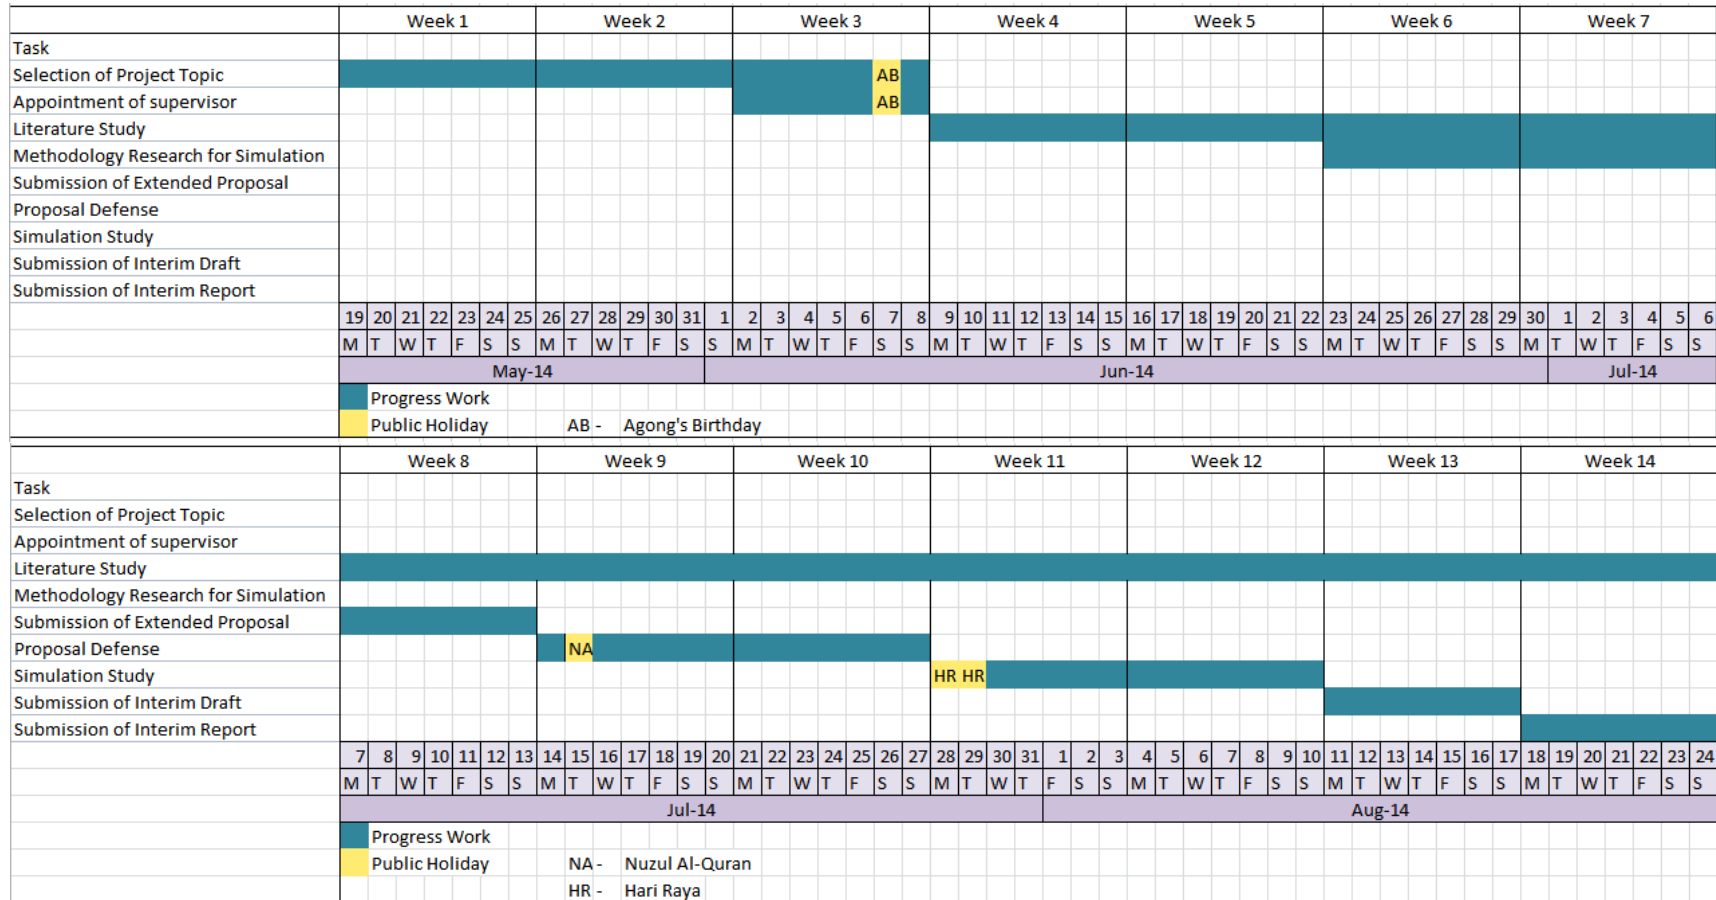 Week 1 Week 2 Week 3 Week 4 Week 5 Week 6 Week 7
Task
Selection of Project Topic AB
Appointment of supervisor AB
Literature Study
Methodology Research for Simulation
Submission of Extended Proposal
Proposal Defense
Simulation Study
Submission of Interim Draft
Submission of Interim Report
19 20 21 22 23 24 25 26 27 28 29 30 31 1 2 3 4 5 6 7 8 9 10 11 12 13 14 15 16 17 18 19 20 21 22 23 24 25 26 27 28 29 30 1 2 3 4 5 6
M T W T F S S M T W T F S S M T W T F S S M T W T F S S M T W T F S S M T W T F S S M T W T F S S
May-14 Jun-14 Jul-14
Progress Work
Public Holiday AB - Agong's Birthday
Week 8 Week 9 Week 10 Week 11 Week 12 Week 13 Week 14
Task
Selection of Project Topic
Appointment of supervisor
Literature Study
Methodology Research for Simulation
Submission of Extended Proposal
Proposal Defense NA
Simulation Study HR HR
Submission of Interim Draft
Submission of Interim Report
7 8 9 10 11 12 13 14 15 16 17 18 19 20 21 22 23 24 25 26 27 28 29 30 31 1 2 3 4 5 6 7 8 9 10 11 12 13 14 15 16 17 18 19 20 21 22 23 24
M T W T F S S M T W T F S S M T W T F S S M T W T F S S M T W T F S S M T W T F S S M T W T F S S
Jul-14 Aug-14
Progress Work
Public Holiday NA - Nuzul Al-Quran
HR - Hari Raya